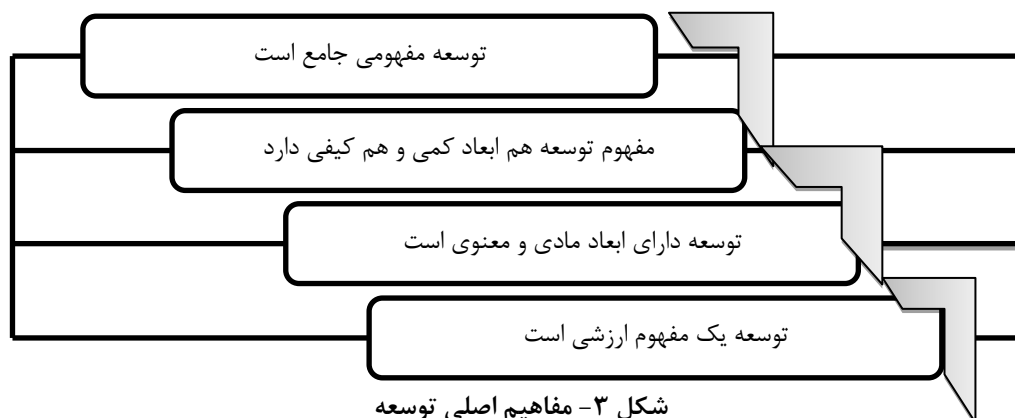 توسعه مفهومی جامع است
مفهوم توسعه هم ابعاد کمی و هم کیفی دارد
توسعه دارای ابعاد مادی و معنوی است
توسعه یک مفهوم ارزشی است
شکل ۳- مفاهیم اصلی توسعه